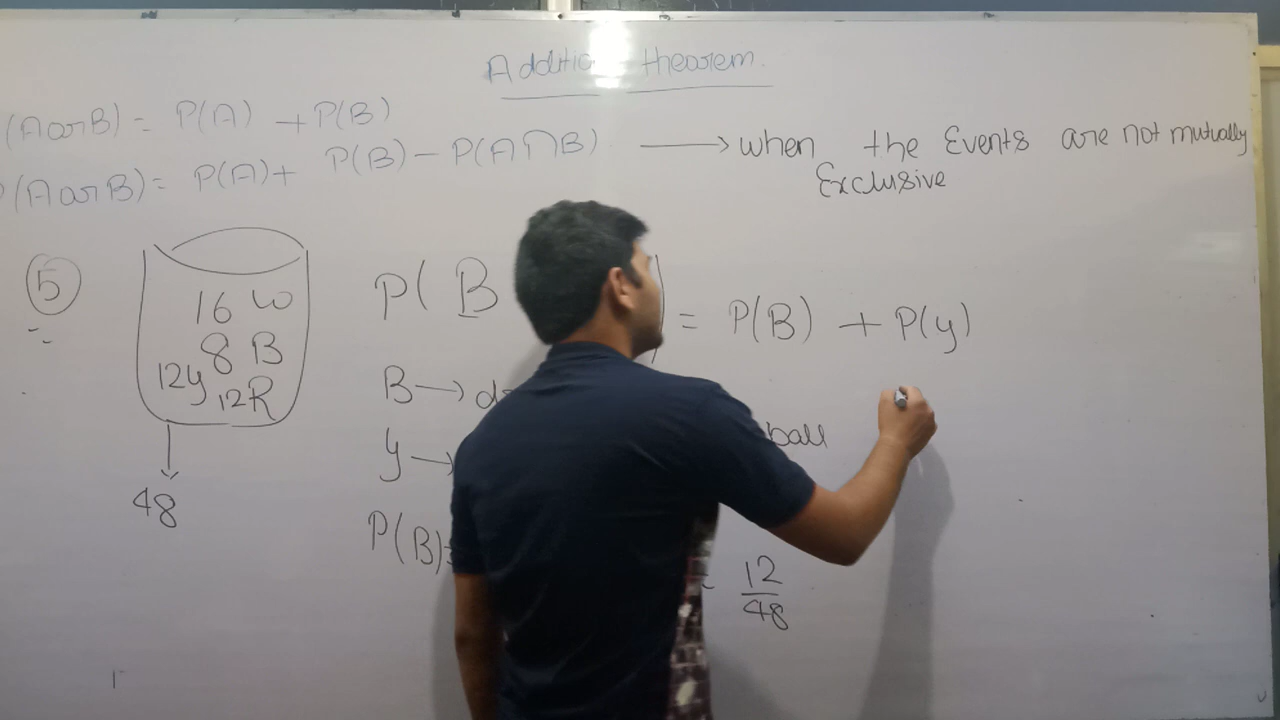 Addition theorem.
(A or B) = P(A) + P(B)
P(A or B) = P(A) + P(B) - P(A∩B) → when the Events are not mutually
Exclusive
5
16 W
8 B
12y 12R
48
P( B ) = P(B) + P(y)
B →
y → ball
P(B) =
= 12/48